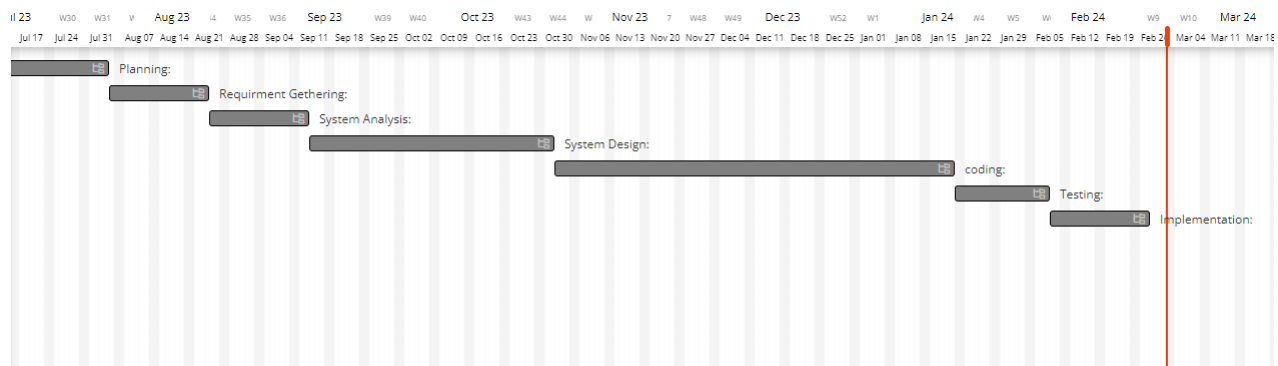 ıl 23 W30 W31 Aug 23 W35 W36 Sep 23 W39 W40 Oct 23 W43 W44 W Nov 23 7 W48 W49 Dec 23 W52 W1 Jan 24 W4 W5 Feb 24 W9 W10 Mar 24
Jul 17 Jul 24 Jul 31 Aug 07 Aug 14 Aug 21 Aug 28 Sep 04 Sep 11 Sep 18 Sep 25 Oct 02 Oct 09 Oct 16 Oct 23 Oct 30 Nov 06 Nov 13 Nov 20 Nov 27 Dec 04 Dec 11 Dec 18 Dec 25 Jan 01 Jan 08 Jan 15 Jan 22 Jan 29 Feb 05 Feb 12 Feb 19 Feb 26 Mar 04 Mar 11 Mar 18
Planning:
Requirment Gethering:
System Analysis:
System Design:
coding:
Testing:
Implementation: